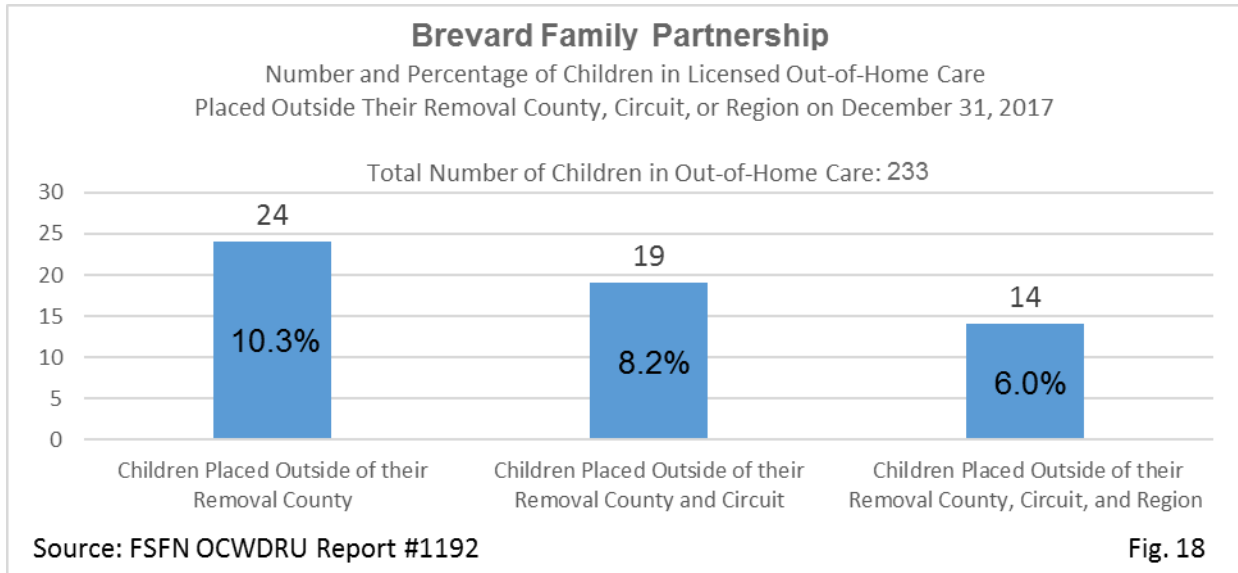 Brevard Family Partnership
Number and Percentage of Children in Licensed Out-of-Home Care
Placed Outside Their Removal County, Circuit, or Region on December 31, 2017
Total Number of Children in Out-of-Home Care: 233
30
25
20
15
10
5
0
24
19
14
10.3%
8.2%
6.0%
Children Placed Outside of their
Removal County
Children Placed Outside of their
Removal County and Circuit
Children Placed Outside of their
Removal County, Circuit, and Region
Source: FSFN OCWDRU Report #1192
Fig. 18